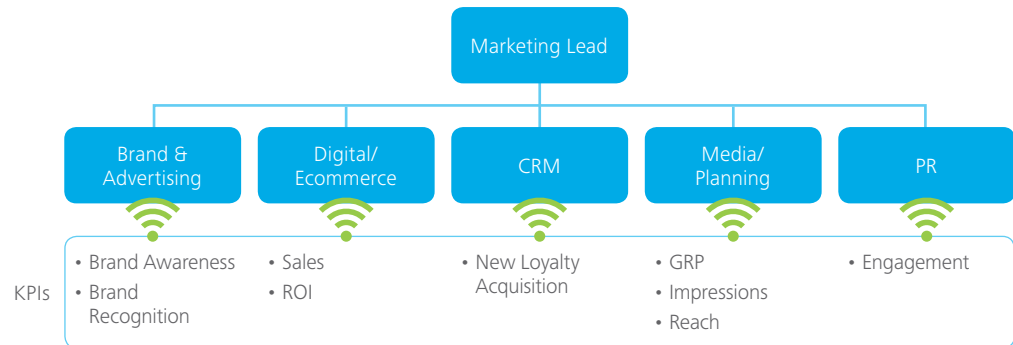 Marketing Lead
Brand &
Advertising
Digital/
Ecommerce
CRM
Media/
Planning
PR
KPIs
• Brand Awareness
• Brand
Recognition
• Sales
• ROI
• New Loyalty
Acquisition
• GRP
• Impressions
• Reach
• Engagement